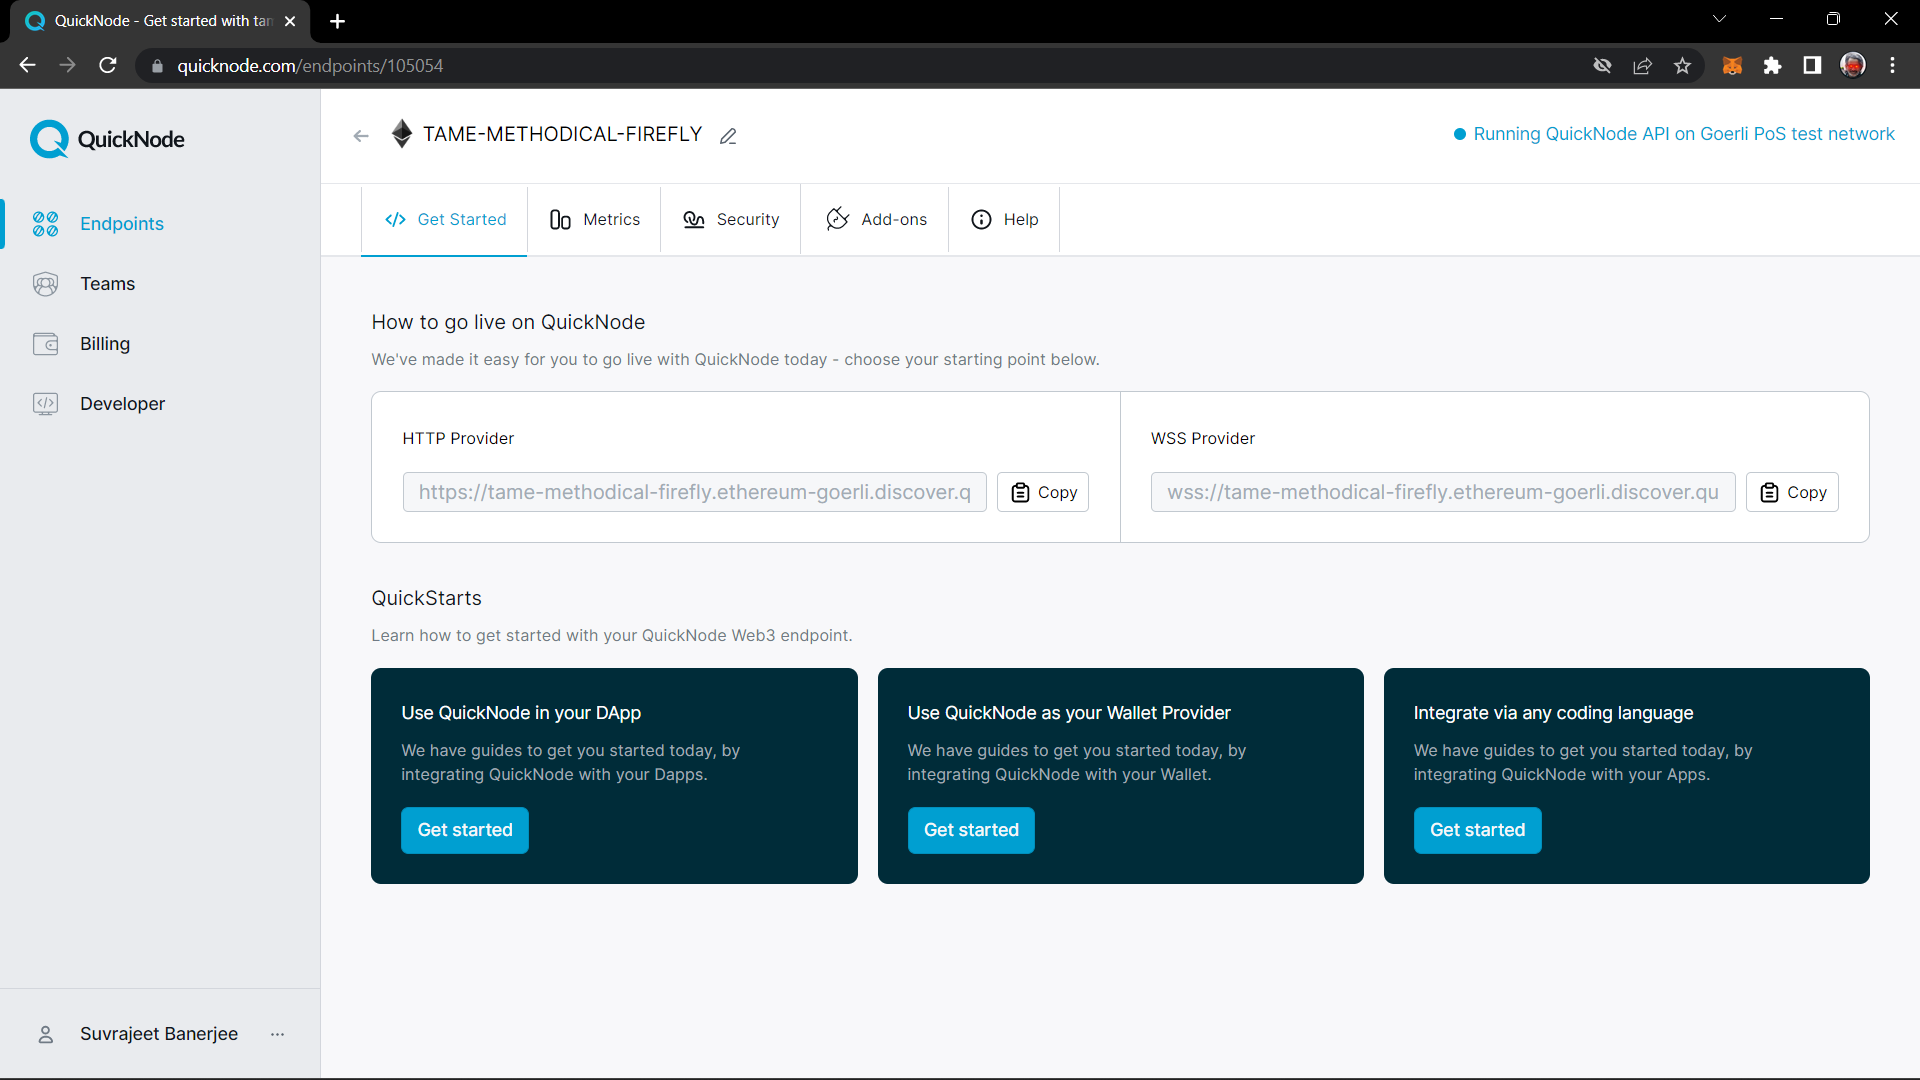 QuickNode - Get started with tam
quicknode.com/endpoints/105054
QuickNode
TAME-METHODICAL-FIREFLY
Running QuickNode API on Goerli PoS test network
Endpoints
Teams
Billing
Developer
Get Started
Metrics
Security
Add-ons
Help
How to go live on QuickNode
We've made it easy for you to go live with QuickNode today - choose your starting point below.
HTTP Provider
https://tame-methodical-firefly.ethereum-goerli.discover.q
Copy
WSS Provider
wss://tame-methodical-firefly.ethereum-goerli.discover.qu
Copy
QuickStarts
Learn how to get started with your QuickNode Web3 endpoint.
Use QuickNode in your DApp
We have guides to get you started today, by
integrating QuickNode with your Dapps.
Get started
Use QuickNode as your Wallet Provider
We have guides to get you started today, by
integrating QuickNode with your Wallet.
Get started
Integrate via any coding language
We have guides to get you started today, by
integrating QuickNode with your Apps.
Get started
Suvrajeet Banerjee